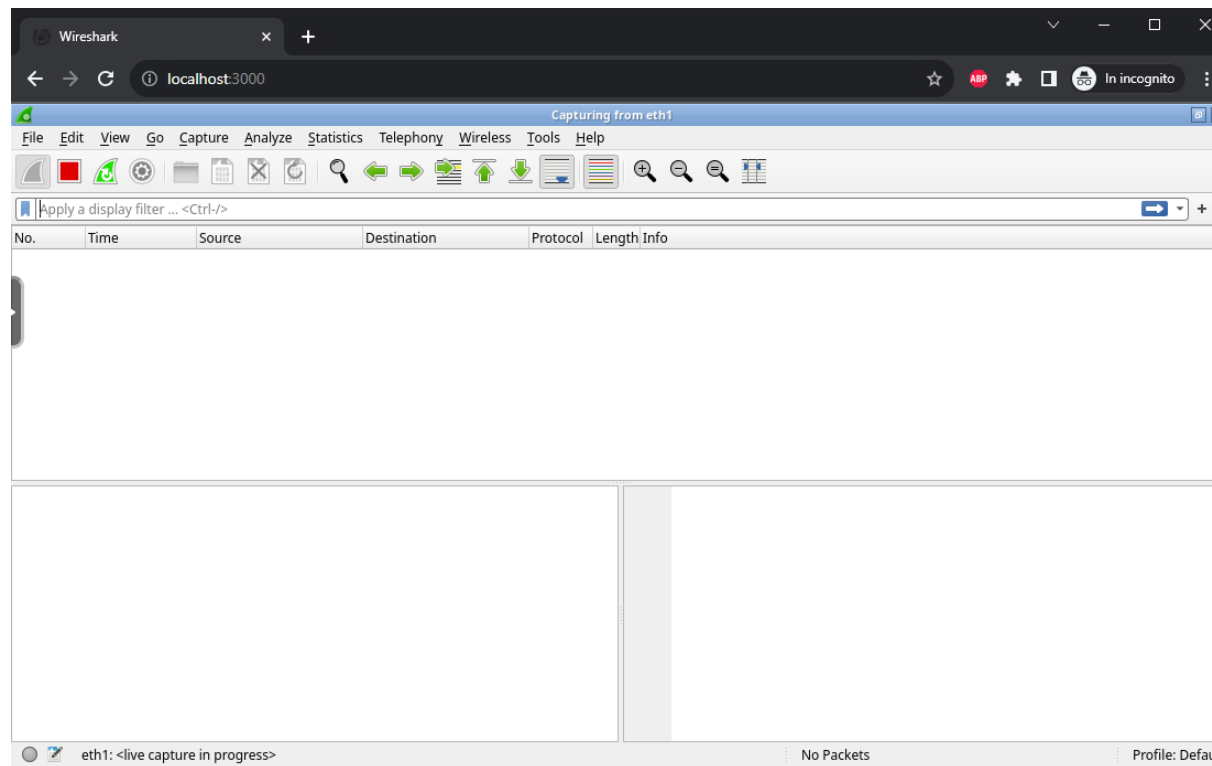 Wireshark
localhost:3000
ABP
In incognito
Capturing from eth1
File Edit View Go Capture Analyze Statistics Telephony Wireless Tools Help
Apply a display filter ... <Ctrl-/>
No. Time Source Destination Protocol Length Info
eth1: <live capture in progress> No Packets Profile: Defau